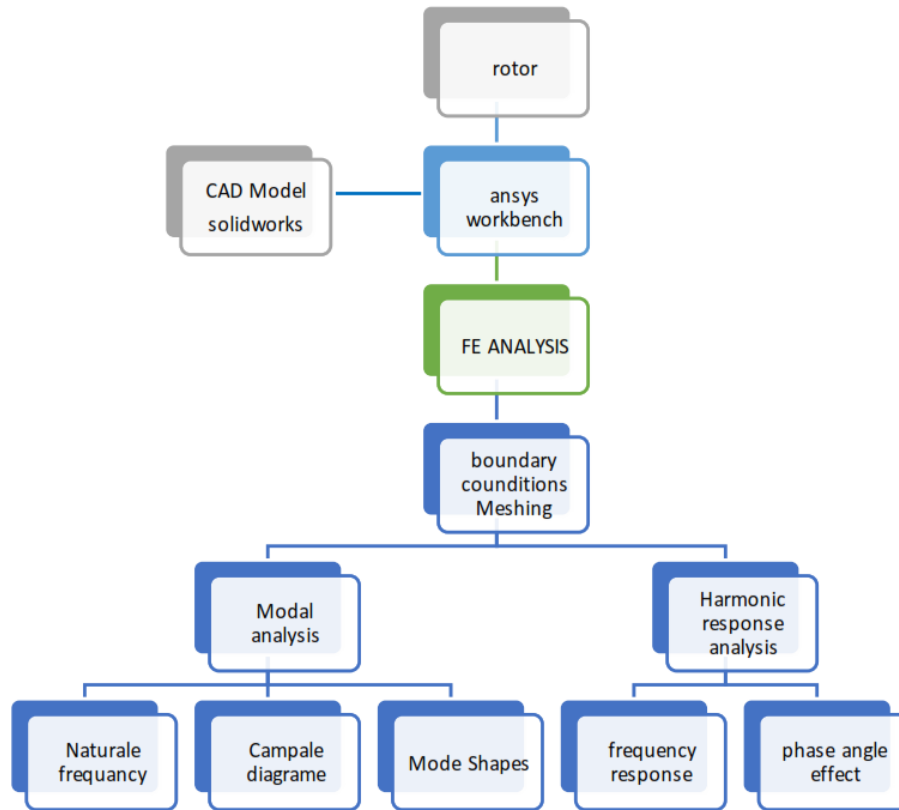 rotor
CAD Model
solidworks
ansys
workbench
FE ANALYSIS
boundary
counditions
Meshing
Modal
analysis
Harmonic
response
analysis
Naturale
frequancy
Campale
diagrame
Mode Shapes
frequency
response
phase angle
effect